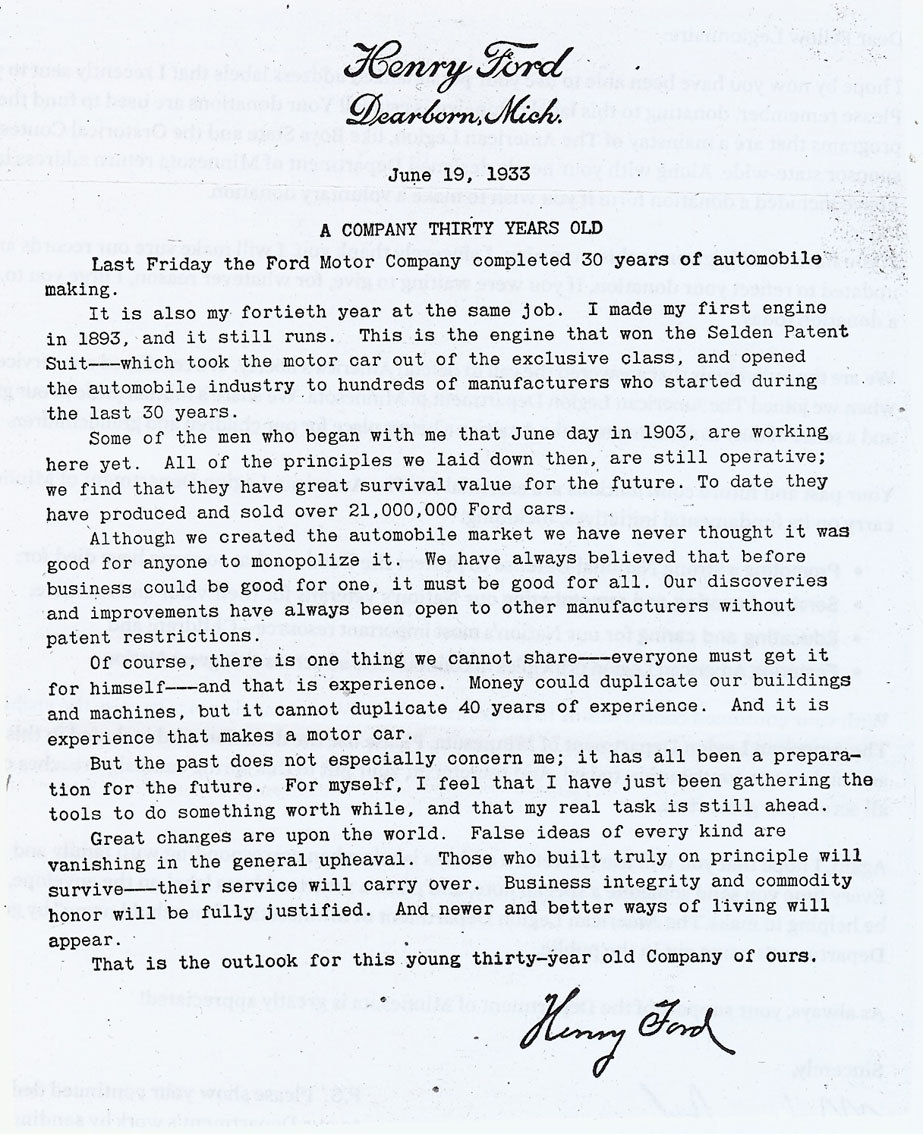 Henry Ford
Dearborn, Mich.
June 19, 1933
A COMPANY THIRTY YEARS OLD
Last Friday the Ford Motor Company completed 30 years of automobile
making.
It is also my fortieth year at the same job. I made my first engine
in 1893, and it still runs. This is the engine that won the Selden Patent
Suit---which took the motor car out of the exclusive class, and opened
the automobile industry to hundreds of manufacturers who started during
the last 30 years.
Some of the men who began with me that June day in 1903, are working
here yet. All of the principles we laid down then, are still operative;
we find that they have great survival value for the future. To date they
have produced and sold over 21,000,000 Ford cars.
Although we created the automobile market we have never thought it was
good for anyone to monopolize it. We have always believed that before
business could be good for one, it must be good for all. Our discoveries
and improvements have always been open to other manufacturers without
patent restrictions.
Of course, there is one thing we cannot share---everyone must get it
for himself---and that is experience. Money could duplicate our buildings
and machines, but it cannot duplicate 40 years of experience. And it is
experience that makes a motor car.
But the past does not especially concern me; it has all been a prepara-
tion for the future. For myself, I feel that I have just been gathering the
tools to do something worth while, and that my real task is still ahead.
Great changes are upon the world. False ideas of every kind are
vanishing in the general upheaval. Those who built truly on principle will
survive---their service will carry over. Business integrity and commodity
honor will be fully justified. And newer and better ways of living will
appear.
That is the outlook for this young thirty-year old Company of ours.
Henry Ford